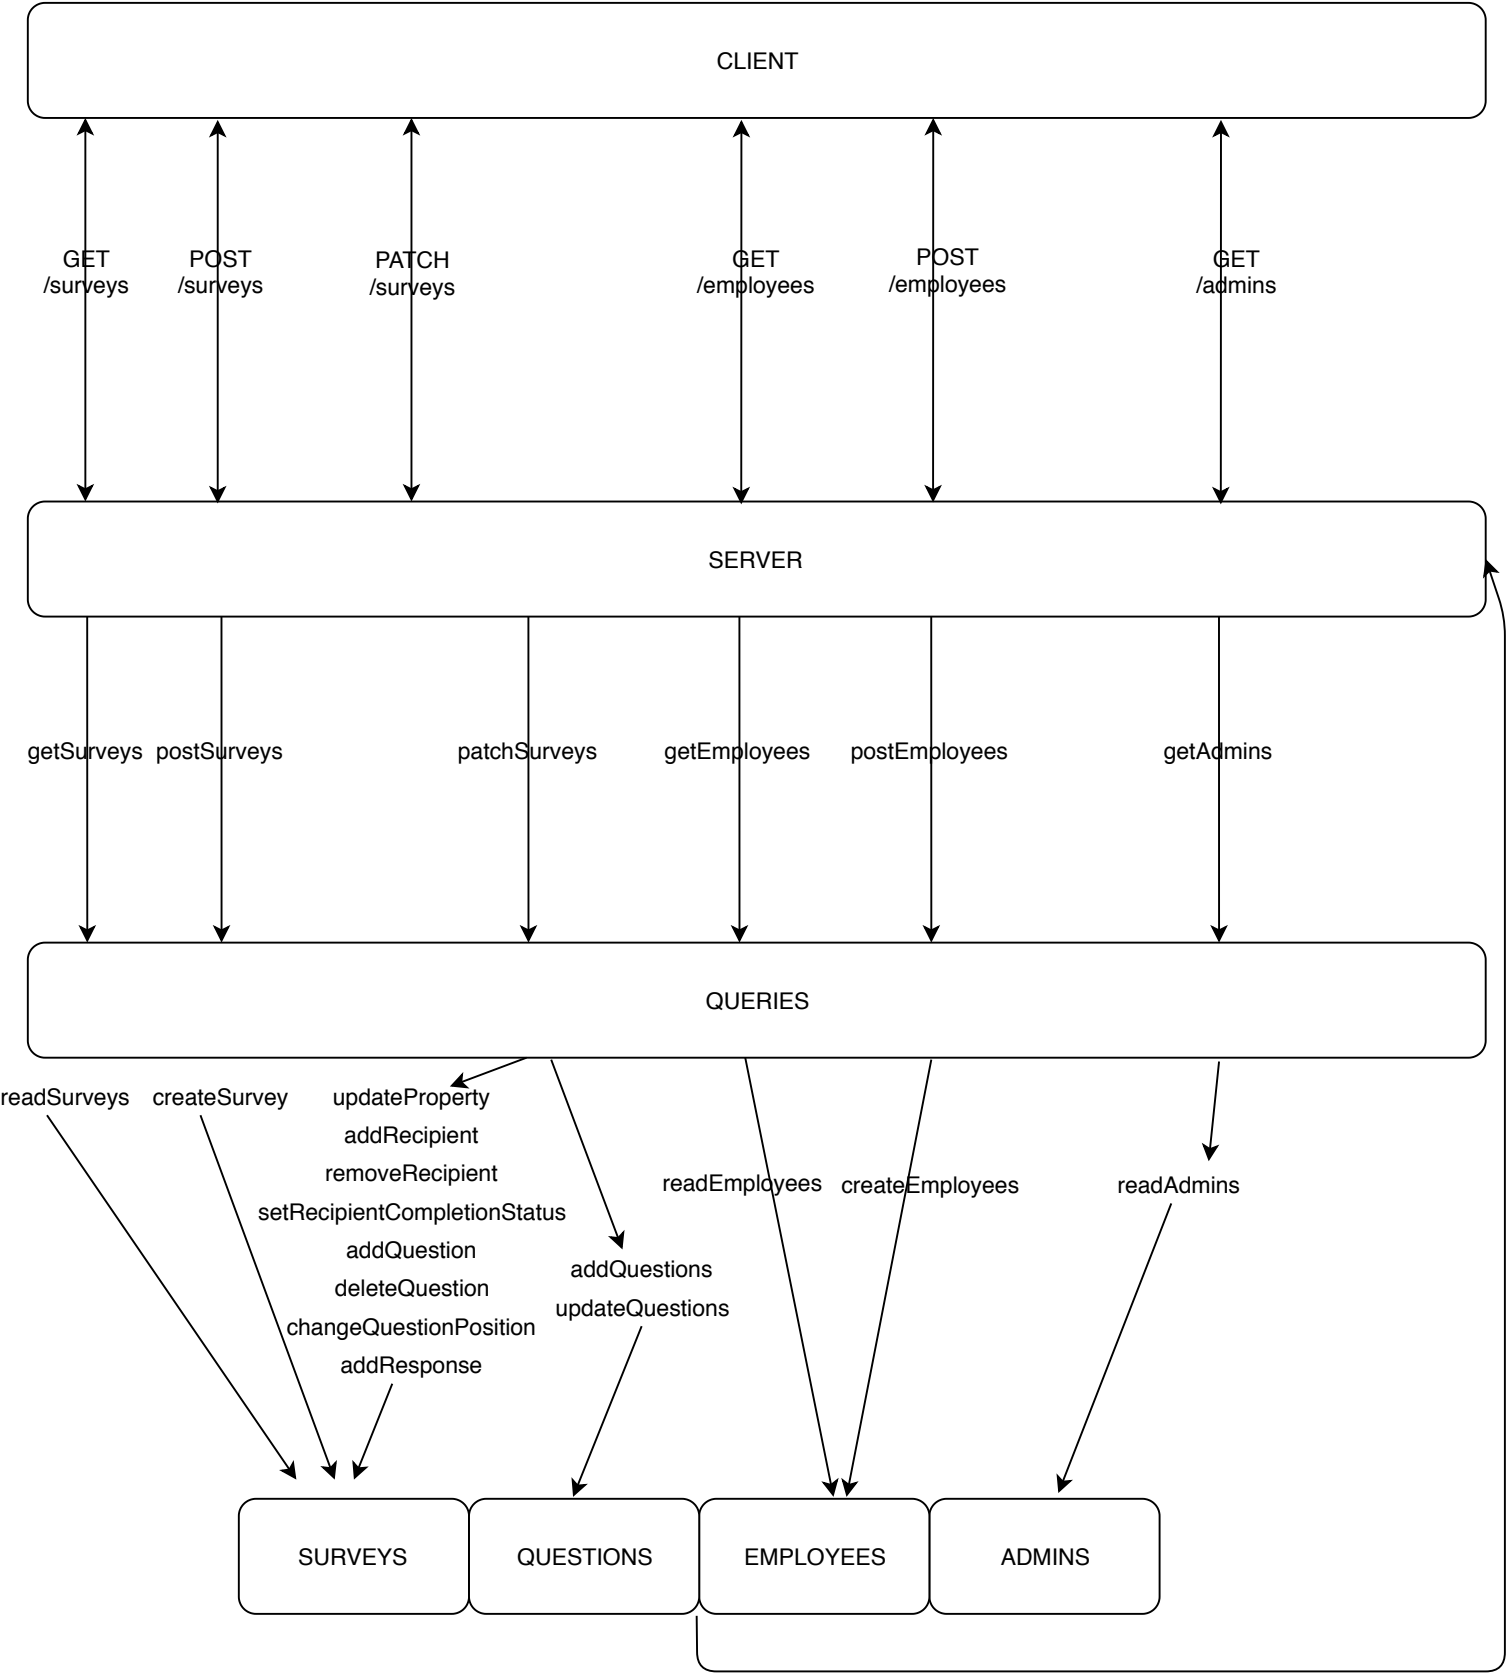 CLIENT
GET
/surveys
POST
/surveys
PATCH
/surveys
GET
/employees
POST
/employees
GET
/admins
SERVER
getSurveys
postSurveys
patchSurveys
getEmployees
postEmployees
getAdmins
QUERIES
readSurveys
createSurvey
updateProperty
addRecipient
removeRecipient
setRecipientCompletionStatus
addQuestion
deleteQuestion
changeQuestionPosition
addResponse
addQuestions
updateQuestions
readEmployees
createEmployees
readAdmins
SURVEYS
QUESTIONS
EMPLOYEES
ADMINS